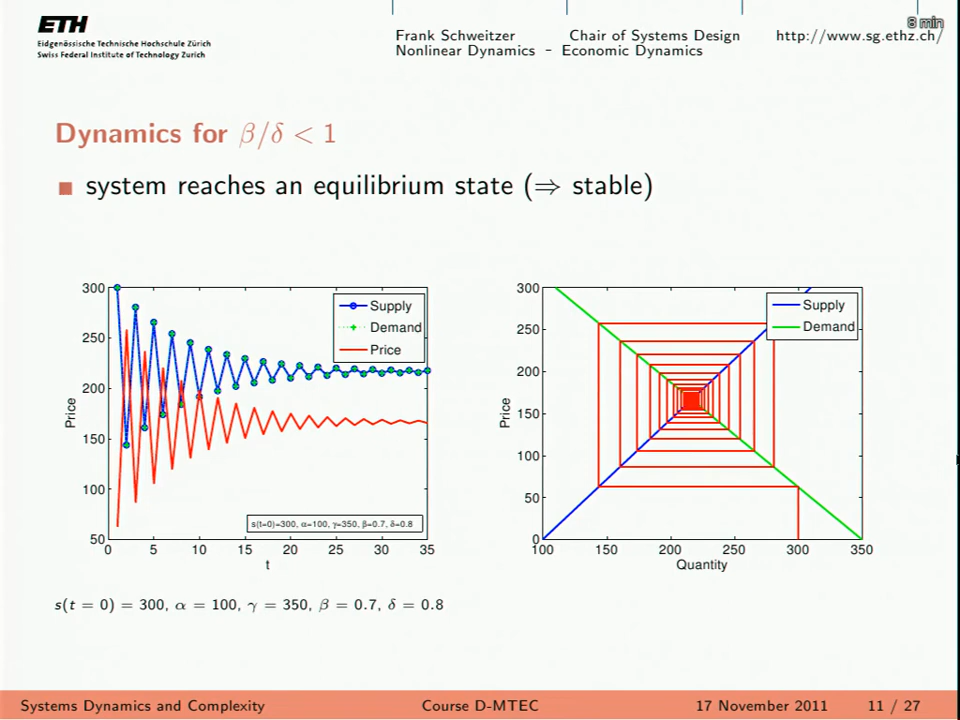 8 min
ETH
Eidgenössische Technische Hochschule Zürich
Swiss Federal Institute of Technology Zurich
Frank Schweitzer Chair of Systems Design http://www.sg.ethz.ch/
Nonlinear Dynamics - Economic Dynamics
Dynamics for β/δ < 1
system reaches an equilibrium state (⇒ stable)
300
250
200
150
100
50
Price
0 5 10 15 20 25 30 35
t
Supply
Demand
Price
s(t=0)=300, α=100, γ=350, β=0.7, δ=0.8
300
250
200
150
100
50
0
Price
100 150 200 250 300 350
Quantity
Supply
Demand
s(t = 0) = 300, α = 100, γ = 350, β = 0.7, δ = 0.8
Systems Dynamics and Complexity Course D-MTEC 17 November 2011 11 / 27